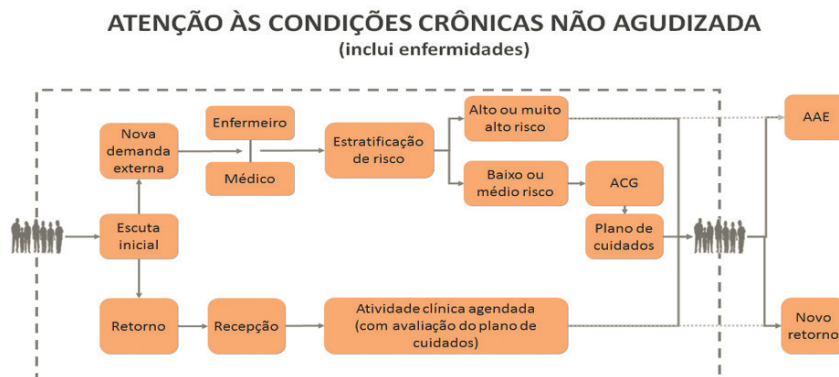 ATENÇÃO ÀS CONDIÇÕES CRÔNICAS NÃO AGUDIZADA
(inclui enfermidades)
Nova
demanda
externa
Enfermeiro
Médico
Estratificação
de risco
Alto ou muito
alto risco
AAE
Baixo ou
médio risco
ACG
Escuta
inicial
Plano de
cuidados
Retorno
Recepção
Atividade clínica agendada
(com avaliação do plano de
cuidados)
Novo
retorno